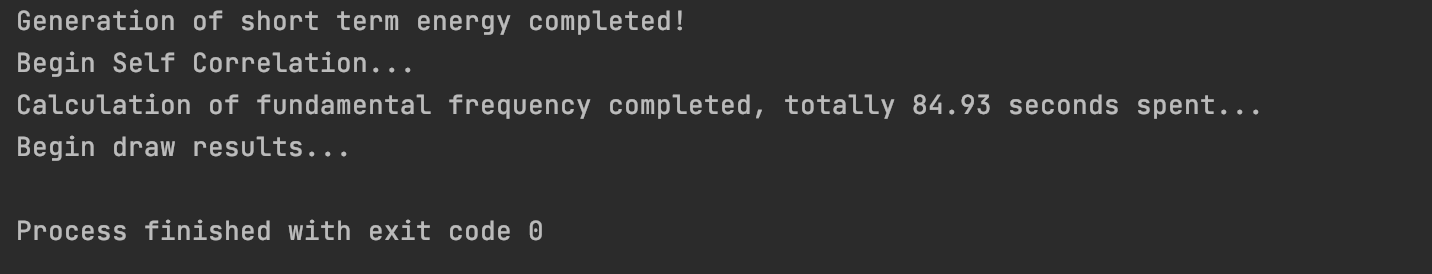 Generation of short term energy completed!
Begin Self Correlation...
Calculation of fundamental frequency completed, totally 84.93 seconds spent...
Begin draw results...
Process finished with exit code 0